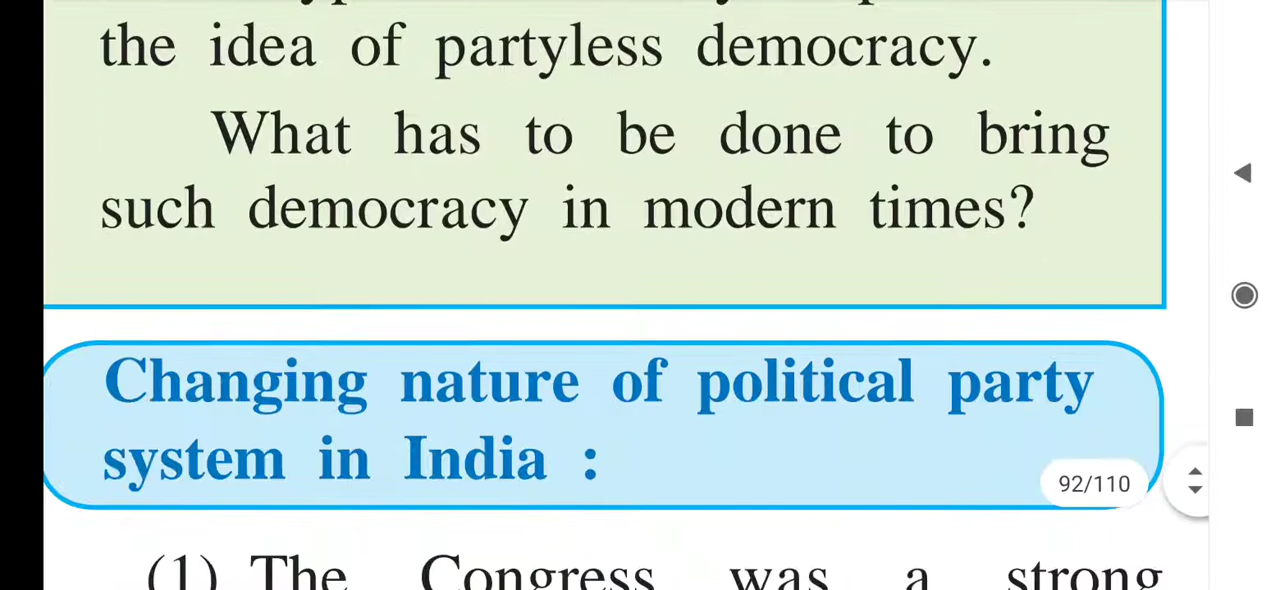 the idea of partyless democracy.
What has to be done to bring
such democracy in modern times?
Changing nature of political party
system in India :
92/110
(1) The Congress was a strong